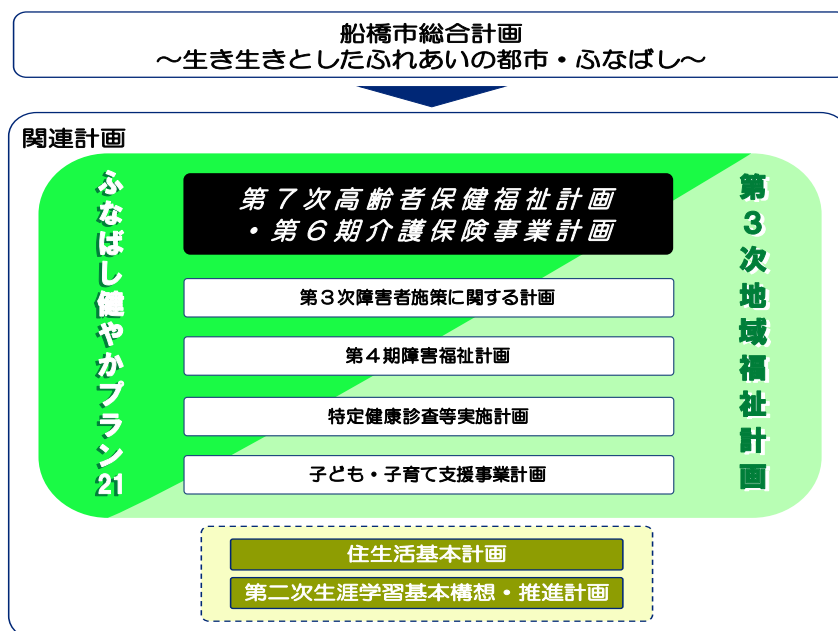 船橋市総合計画
～生き生きとしたふれあいの都市・ふなばし～
関連計画
ふなばし健やかプラン21
第７次高齢者保健福祉計画
・第６期介護保険事業計画
第３次障害者施策に関する計画
第４期障害福祉計画
特定健康診査等実施計画
子ども・子育て支援事業計画
第３次地域福祉計画
住生活基本計画
第二次生涯学習基本構想・推進計画